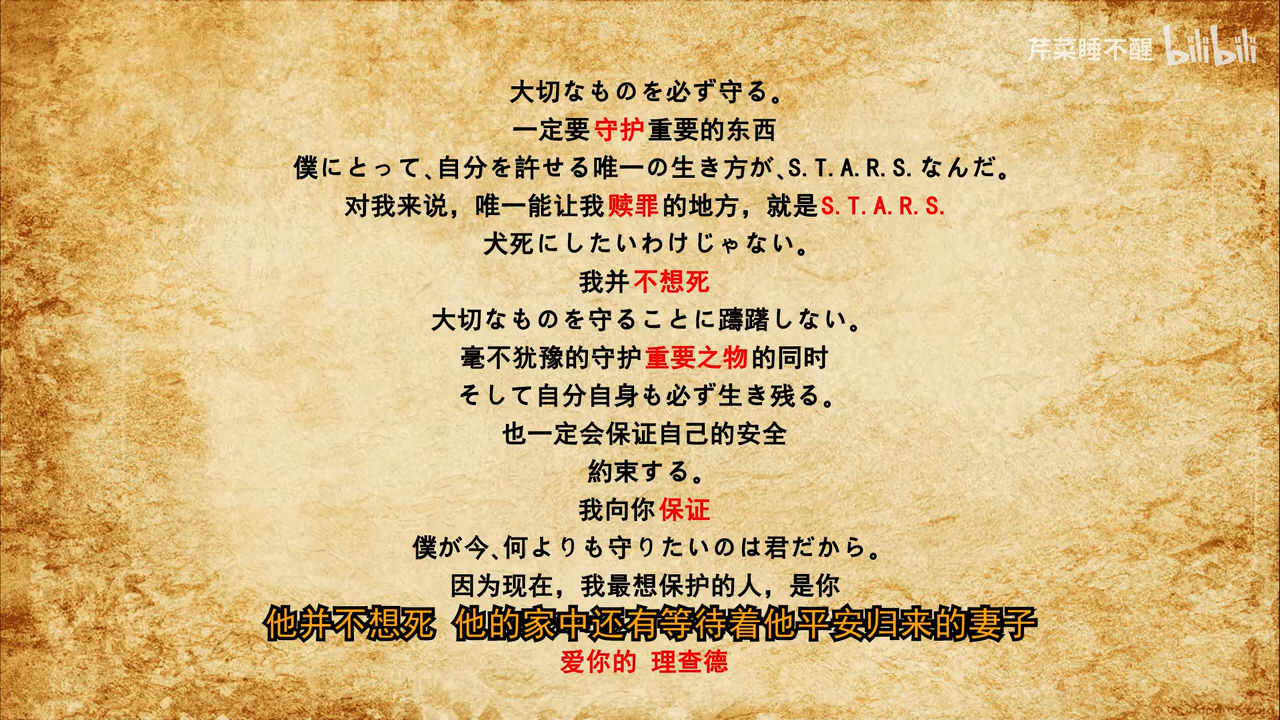 芹菜睡不醒 bilibili
大切なものを必ず守る。
一定要守护重要的东西
僕にとって、自分を許せる唯一の生き方が、S.T.A.R.S.なんだ。
对我来说，唯一能让我赎罪的地方，就是S.T.A.R.S.
犬死にしたいわけじゃない。
我并不想死
大切なものを守ることに躊躇しない。
毫不犹豫的守护重要之物的同时
そして自分自身も必ず生き残る。
也一定会保证自己的安全
約束する。
我向你保证
僕が今、何よりも守りたいのは君だから。
因为现在，我最想保护的人，是你
他并不想死 他的家中还有等待着他平安归来的妻子
爱你的 理查德